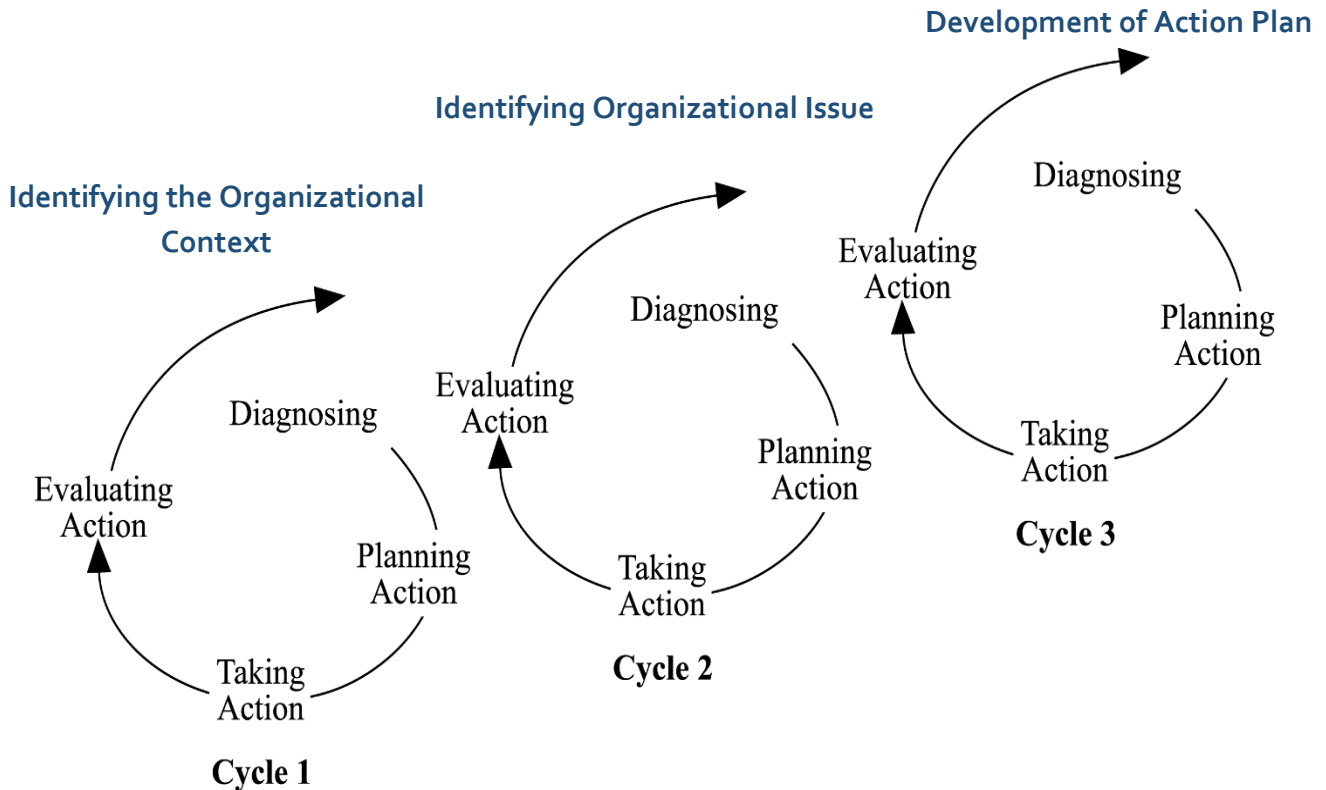 Identifying the Organizational
Context
Diagnosing
Evaluating
Action
Planning
Action
Taking
Action
Cycle 1
Identifying Organizational Issue
Diagnosing
Evaluating
Action
Planning
Action
Taking
Action
Cycle 2
Development of Action Plan
Diagnosing
Evaluating
Action
Planning
Action
Taking
Action
Cycle 3